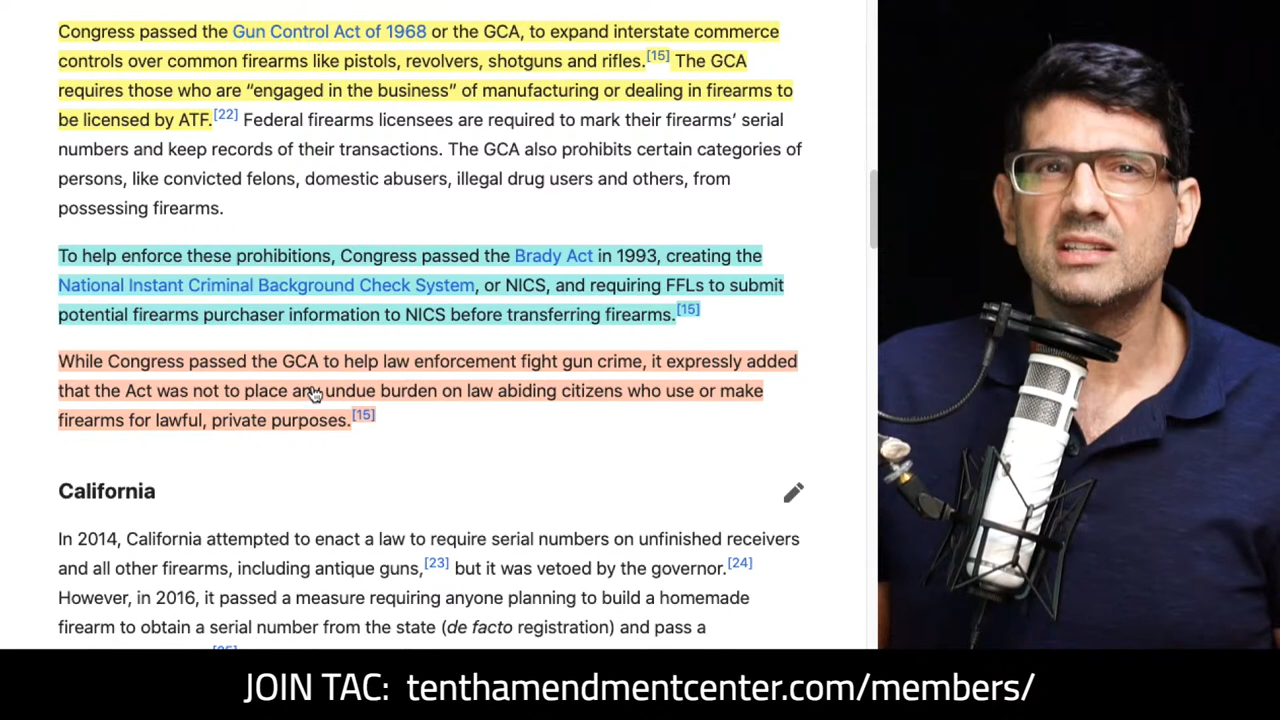 Congress passed the Gun Control Act of 1968 or the GCA, to expand interstate commerce
controls over common firearms like pistols, revolvers, shotguns and rifles.[15] The GCA
requires those who are “engaged in the business” of manufacturing or dealing in firearms to
be licensed by ATF.[22] Federal firearms licensees are required to mark their firearms’ serial
numbers and keep records of their transactions. The GCA also prohibits certain categories of
persons, like convicted felons, domestic abusers, illegal drug users and others, from
possessing firearms.
To help enforce these prohibitions, Congress passed the Brady Act in 1993, creating the
National Instant Criminal Background Check System, or NICS, and requiring FFLs to submit
potential firearms purchaser information to NICS before transferring firearms.[15]
While Congress passed the GCA to help law enforcement fight gun crime, it expressly added
that the Act was not to place any undue burden on law abiding citizens who use or make
firearms for lawful, private purposes.[15]
California
In 2014, California attempted to enact a law to require serial numbers on unfinished receivers
and all other firearms, including antique guns,[23] but it was vetoed by the governor.[24]
However, in 2016, it passed a measure requiring anyone planning to build a homemade
firearm to obtain a serial number from the state (de facto registration) and pass a
JOIN TAC: tenthamendmentcenter.com/members/